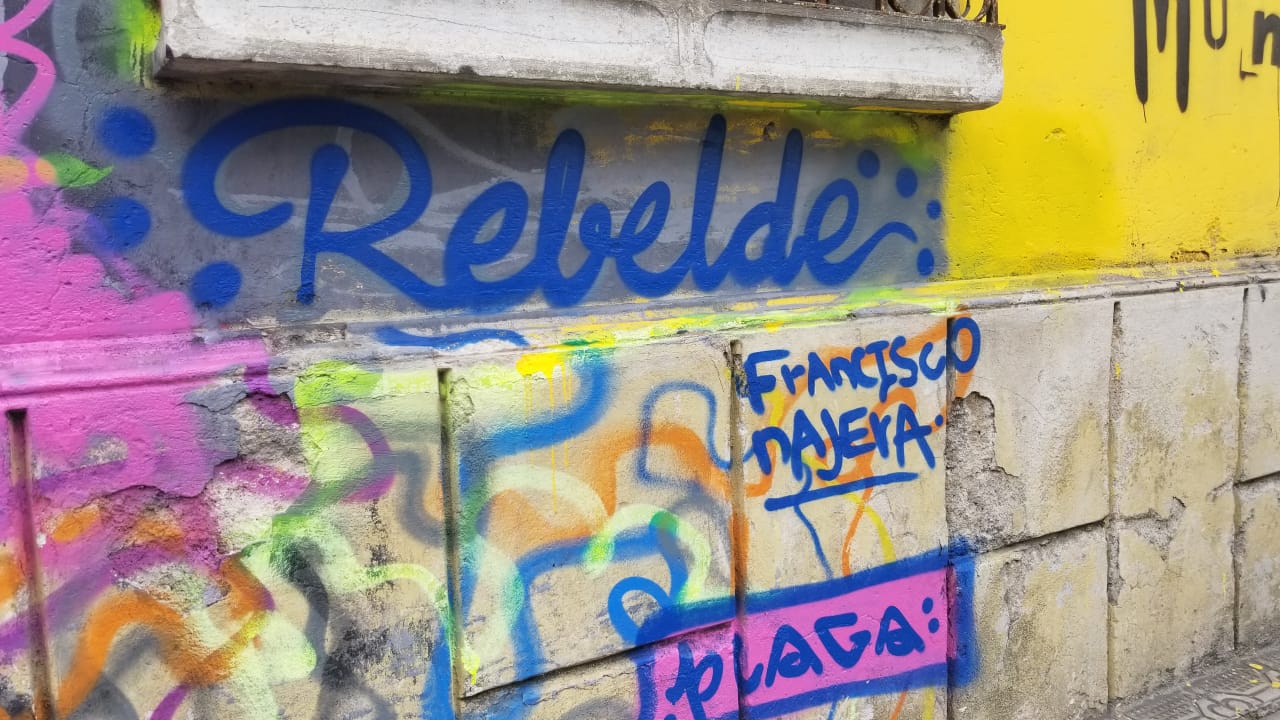 Rebelde
FrAncisco
nAJErA.
plAGA: